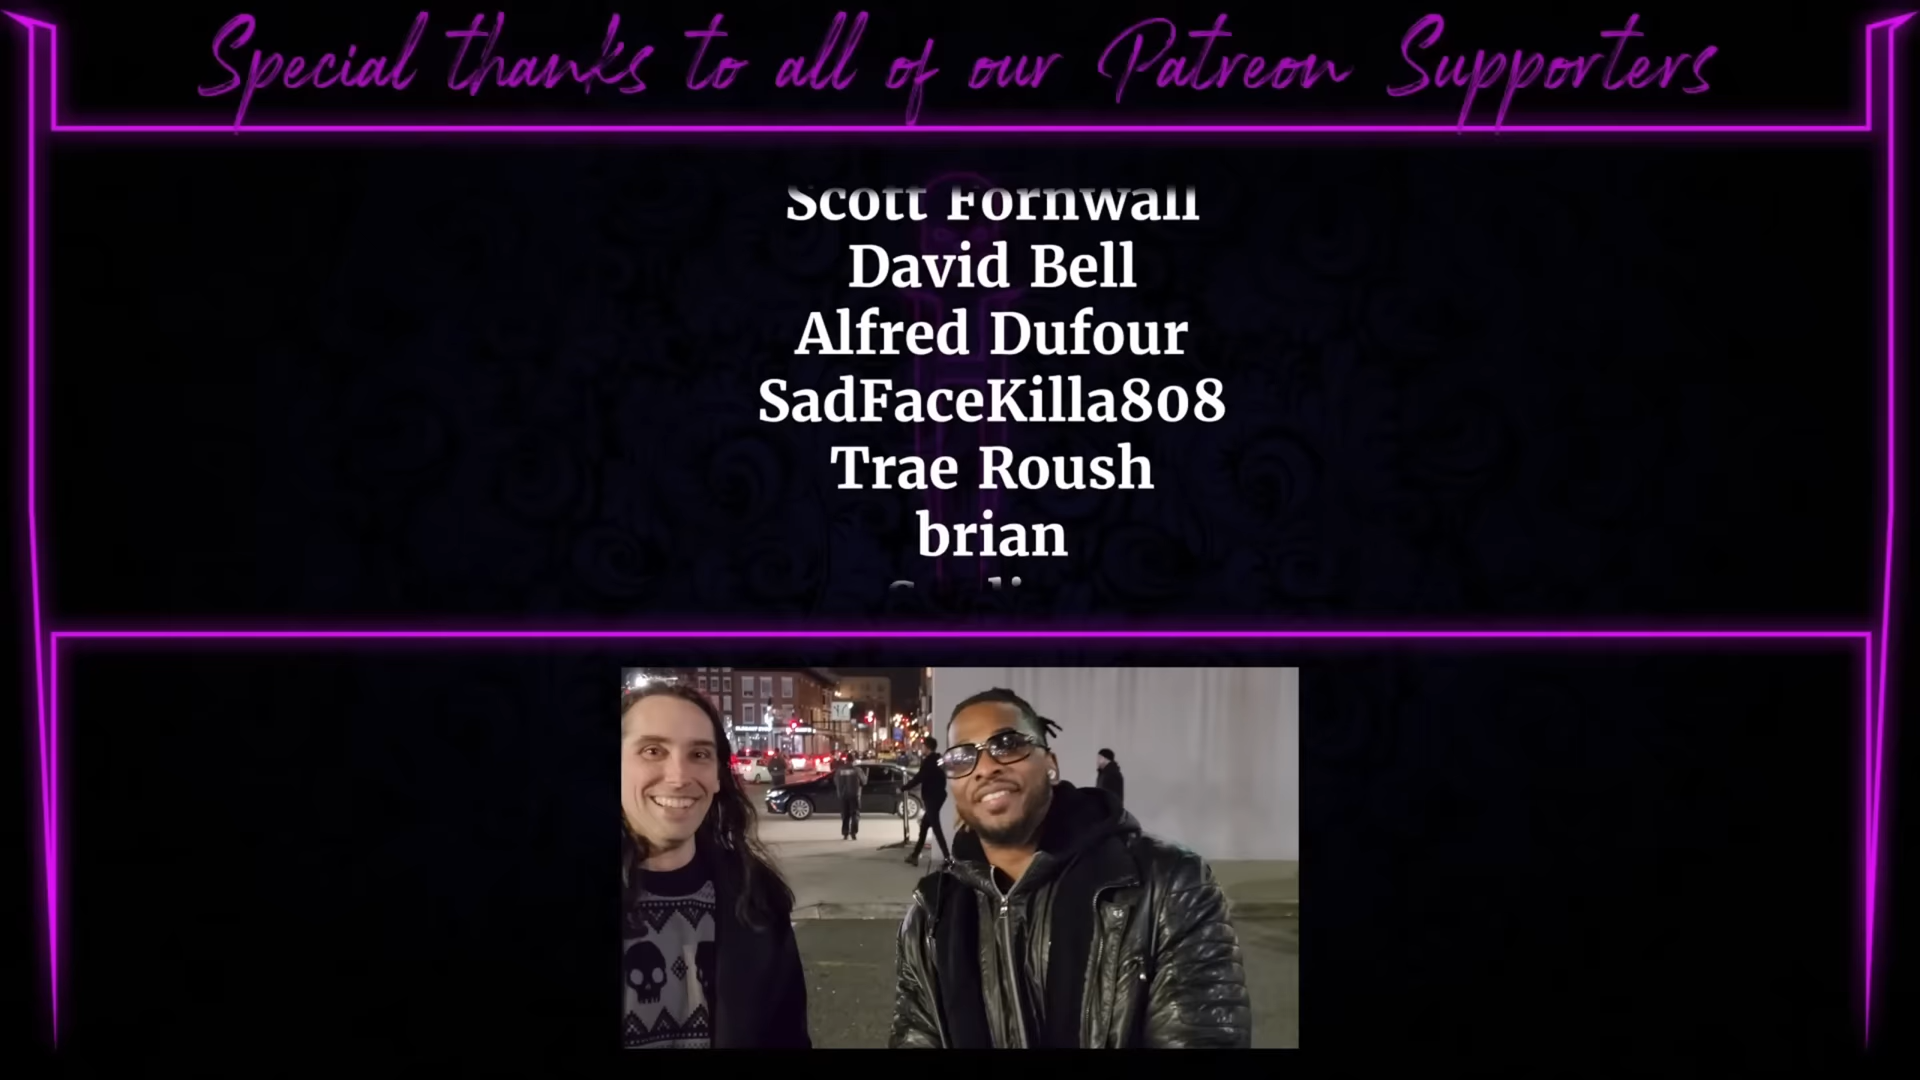 Special thanks to all of our Patreon Supporters
Scott Fornwall
David Bell
Alfred Dufour
SadFaceKilla808
Trae Roush
brian